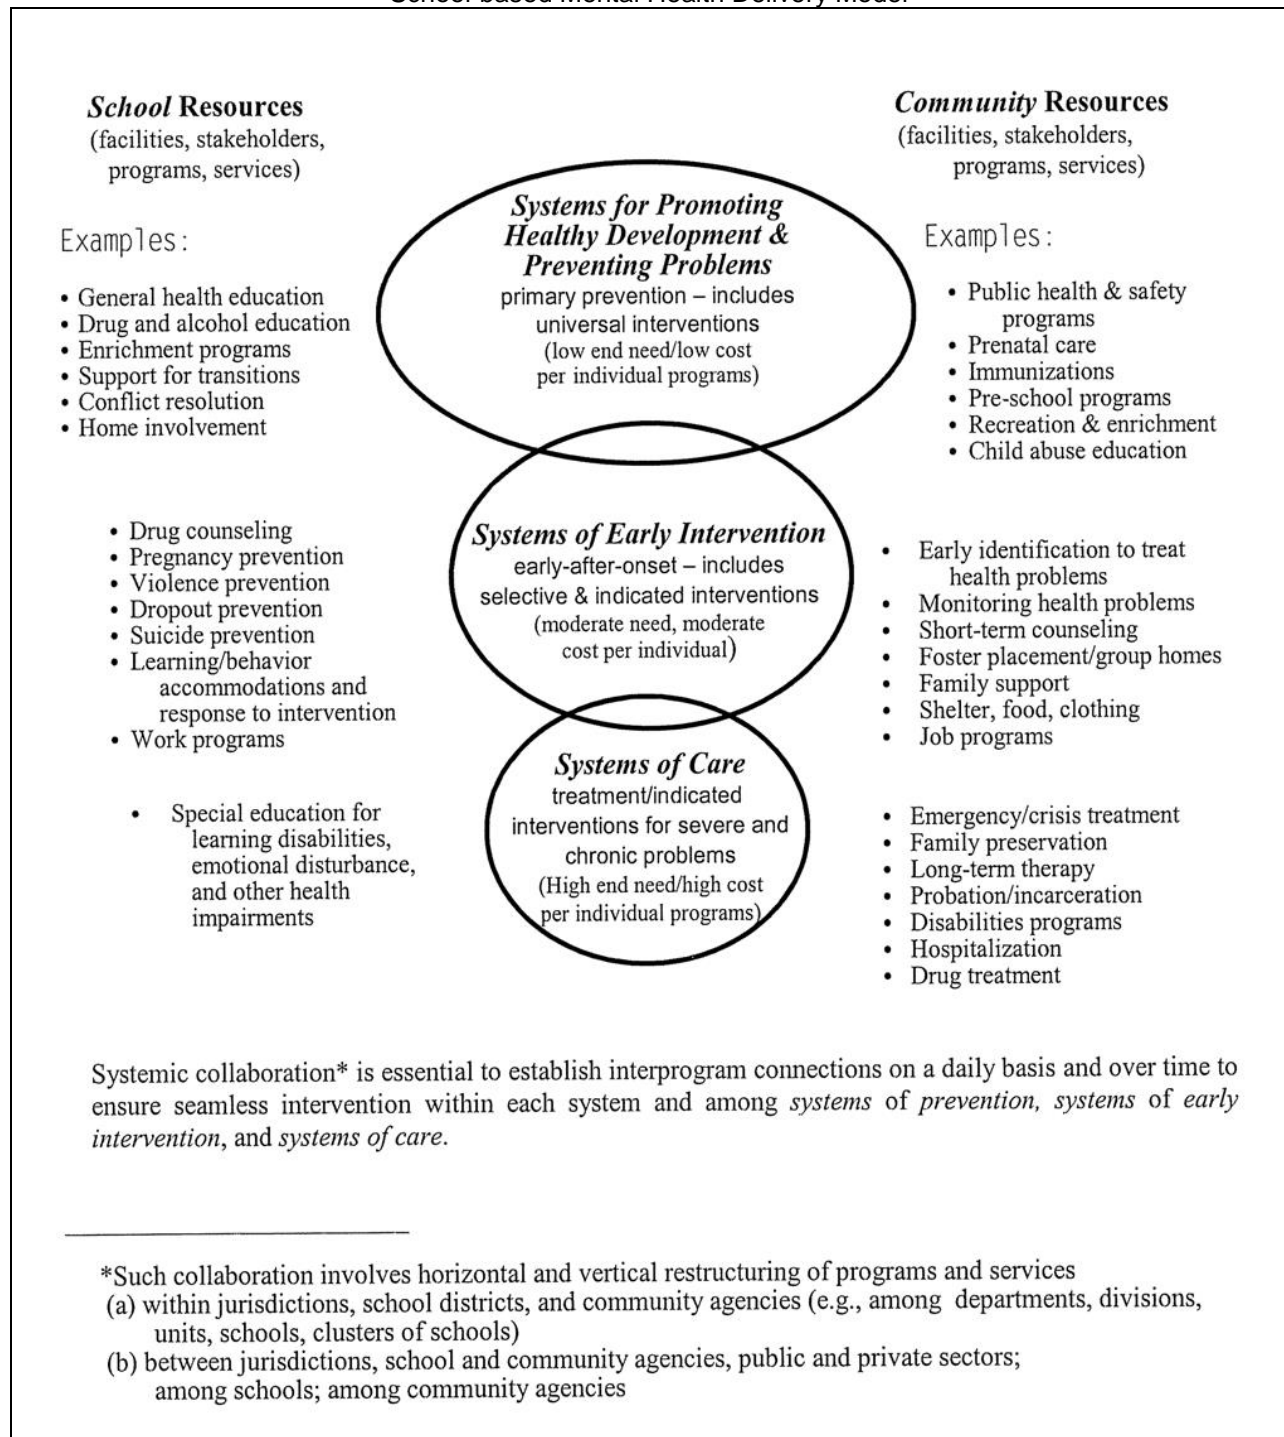 School-based Mental Health Delivery Model
School Resources
(facilities, stakeholders,
programs, services)
Examples:
• General health education
• Drug and alcohol education
• Enrichment programs
• Support for transitions
• Conflict resolution
• Home involvement
• Drug counseling
• Pregnancy prevention
• Violence prevention
• Dropout prevention
• Suicide prevention
• Learning/behavior
accommodations and
response to intervention
• Work programs
• Special education for
learning disabilities,
emotional disturbance,
and other health
impairments
Systems for Promoting
Healthy Development &
Preventing Problems
primary prevention – includes
universal interventions
(low end need/low cost
per individual programs)
Systems of Early Intervention
early-after-onset – includes
selective & indicated interventions
(moderate need, moderate
cost per individual)
Systems of Care
treatment/indicated
interventions for severe and
chronic problems
(High end need/high cost
per individual programs)
Community Resources
(facilities, stakeholders,
programs, services)
Examples:
• Public health & safety
programs
• Prenatal care
• Immunizations
• Pre-school programs
• Recreation & enrichment
• Child abuse education
• Early identification to treat
health problems
• Monitoring health problems
• Short-term counseling
• Foster placement/group homes
• Family support
• Shelter, food, clothing
• Job programs
• Emergency/crisis treatment
• Family preservation
• Long-term therapy
• Probation/incarceration
• Disabilities programs
• Hospitalization
• Drug treatment
Systemic collaboration* is essential to establish interprogram connections on a daily basis and over time to
ensure seamless intervention within each system and among systems of prevention, systems of early
intervention, and systems of care.
*Such collaboration involves horizontal and vertical restructuring of programs and services
(a) within jurisdictions, school districts, and community agencies (e.g., among departments, divisions,
units, schools, clusters of schools)
(b) between jurisdictions, school and community agencies, public and private sectors;
among schools; among community agencies